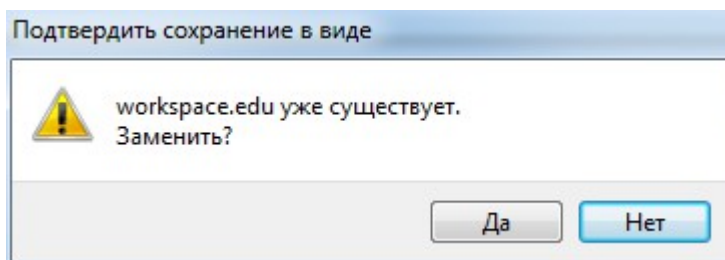 Подтвердить сохранение в виде
workspace.edu уже существует.
Заменить?
Да
Нет